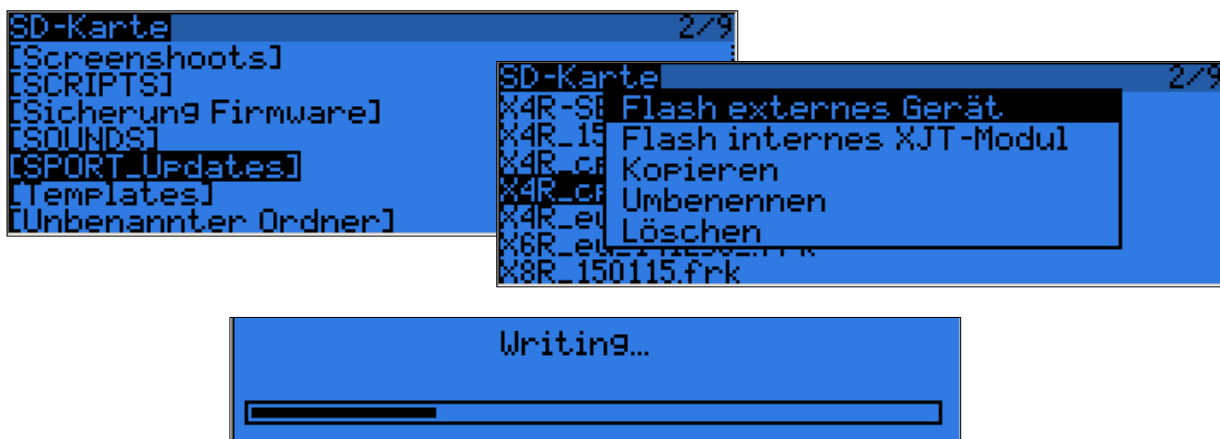 SD-Karte 2/9
[Screenshoots]
[SCRIPTS]
[Sicherung Firmware]
[SOUNDS]
[SPORT_Updates]
[Templates]
[Unbenannter Ordner]
SD-Karte 2/9
Flash externes Gerät
Flash internes XJT-Modul
Kopieren
Umbenennen
Löschen
X8R_150115.frk
Writing...